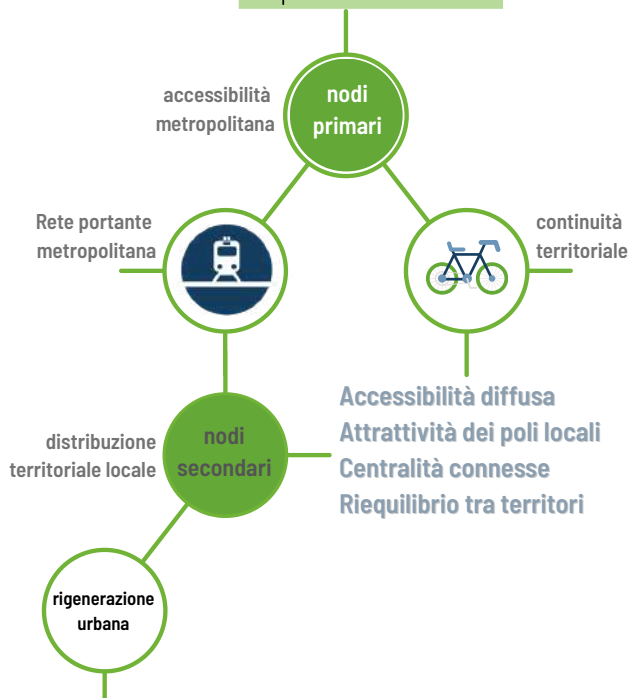 nodi
primari
accessibilità
metropolitana
Rete portante
metropolitana
continuità
territoriale
nodi
secondari
distribuzione
territoriale locale
Accessibilità diffusa
Attrattività dei poli locali
Centralità connesse
Riequilibrio tra territori
rigenerazione
urbana